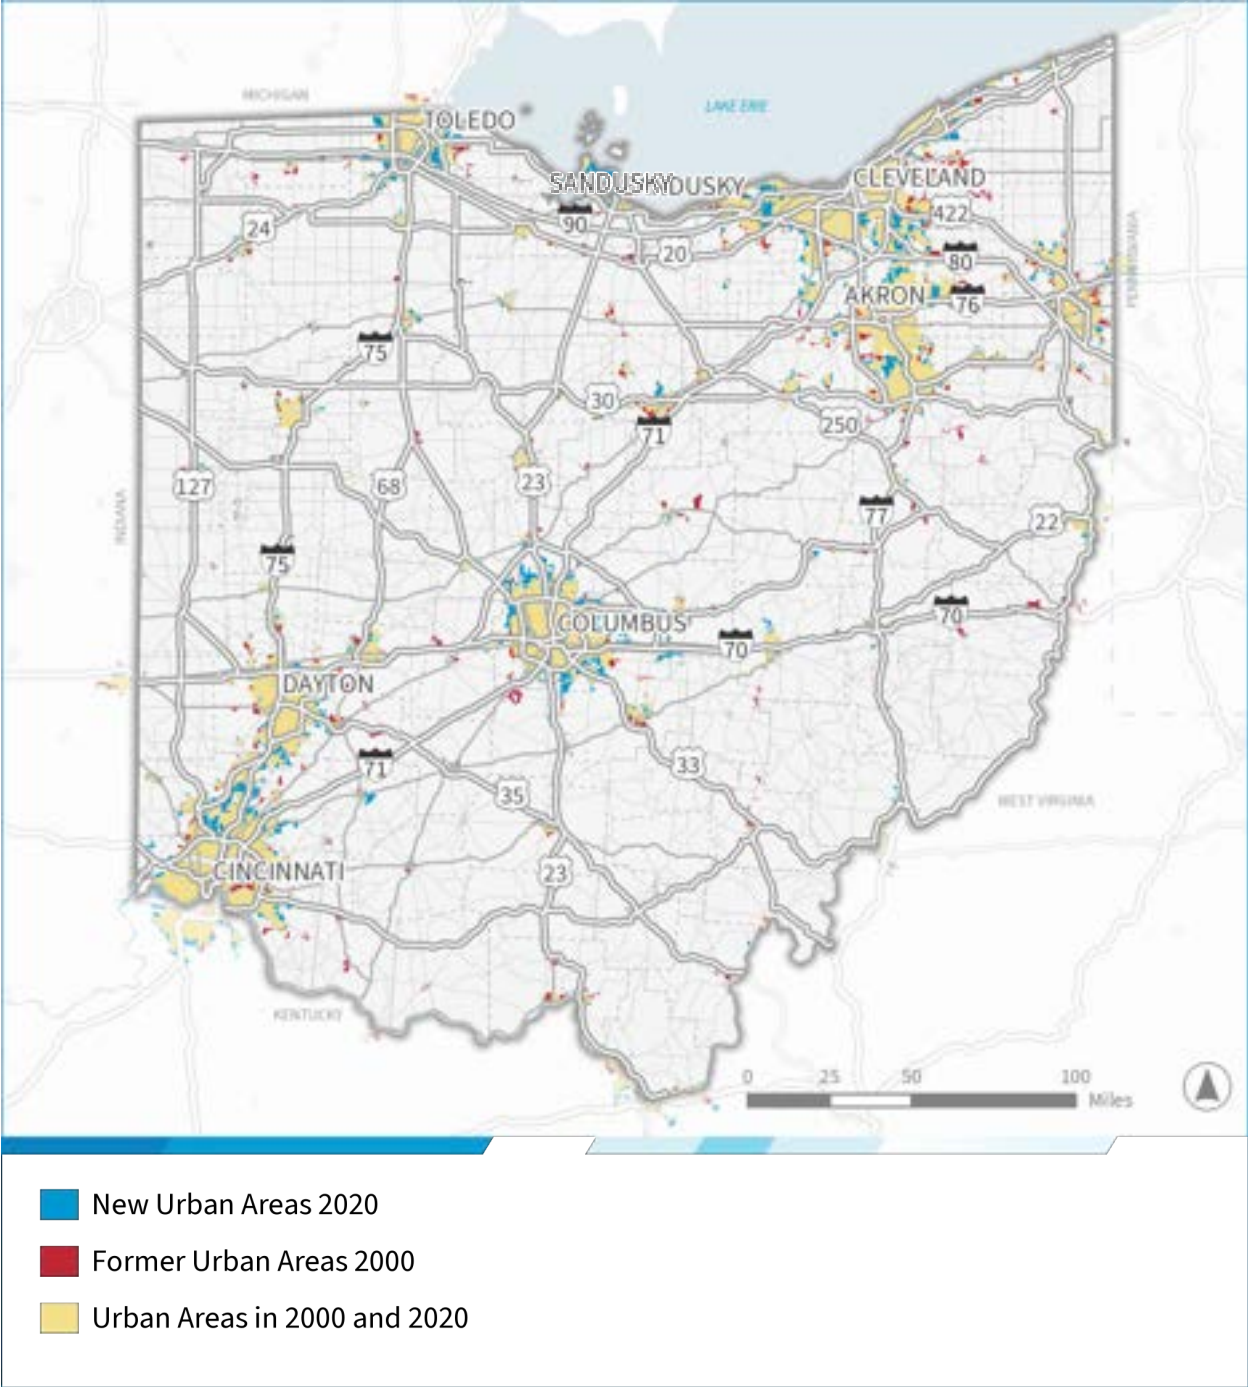 MICHIGAN
TOLEDO
LAKE ERIE
SANDUSKY
SANDUSKY
CLEVELAND
90
422
24
20
80
PENNSYLVANIA
AKRON
76
75
30
250
71
127
68
23
77
22
INDIANA
75
70
COLUMBUS
70
DAYTON
71
33
35
WEST VIRGINIA
CINCINNATI
23
KENTUCKY
0 25 50 100
Miles
New Urban Areas 2020
Former Urban Areas 2000
Urban Areas in 2000 and 2020